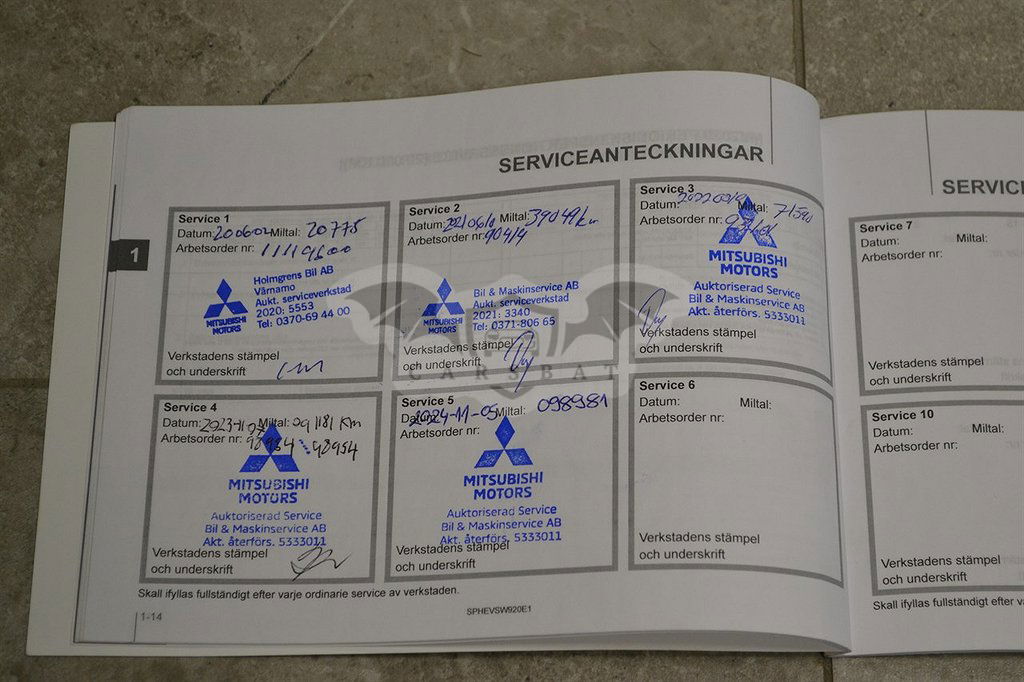 SERVICEANTECKNINGAR
1
Service 1
Datum: 200604 Miltal: 20775
Arbetsorder nr: 11119600
MITSUBISHI
MOTORS
Holmgrens Bil AB
Värnamo
Aukt. serviceverkstad
2020: 5553
Tel: 0370-69 44 00
Verkstadens stämpel
och underskrift
Service 2
Datum: 210618 Miltal: 39049 km
Arbetsorder nr: 90414
MITSUBISHI
MOTORS
Bil & Maskinservice AB
Aukt. serviceverkstad
2021: 3340
Tel: 0371-806 65
Verkstadens stämpel
och underskrift
Service 3
Datum: Miltal: 71590
Arbetsorder nr:
MITSUBISHI
MOTORS
Auktoriserad Service
Bil & Maskinservice AB
Akt. återförs. 5333011
Verkstadens stämpel
och underskrift
CARSBAT
Service 4
Datum: Miltal: 091181 Km
Arbetsorder nr: 98954 98954
MITSUBISHI
MOTORS
Auktoriserad Service
Bil & Maskinservice AB
Akt. återförs. 5333011
Verkstadens stämpel
och underskrift
Service 5
Datum: 2024-11-05 Miltal: 098981
Arbetsorder nr:
MITSUBISHI
MOTORS
Auktoriserad Service
Bil & Maskinservice AB
Akt. återförs. 5333011
Verkstadens stämpel
och underskrift
Service 6
Datum: Miltal:
Arbetsorder nr:
Verkstadens stämpel
och underskrift
Skall ifyllas fullständigt efter varje ordinarie service av verkstaden.
1-14
SPHEVSW920E1
SERVICE
Service 7
Datum: Miltal:
Arbetsorder nr:
Verkstadens stämpel
och underskrift
Service 10
Datum: Miltal:
Arbetsorder nr:
Verkstadens stämpel
och underskrift
Skall ifyllas fullständigt efter